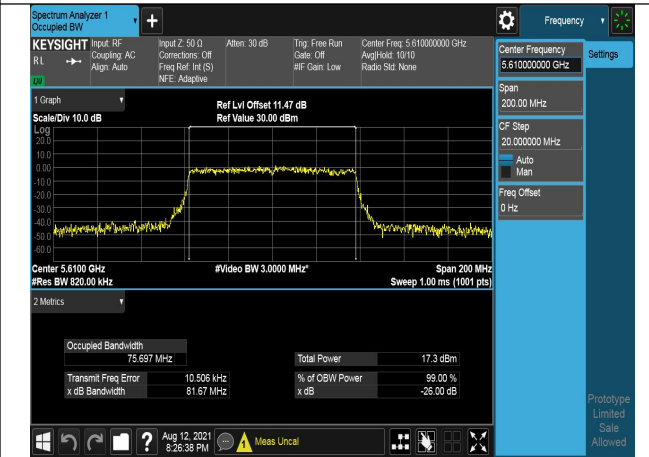 Spectrum Analyzer 1
Occupied BW
+
Frequency
KEYSIGHT
R L
LXI
Input: RF
Coupling: AC
Align: Auto
Input Z: 50 Ω
Corrections: Off
Freq Ref: Int (S)
NFE: Adaptive
Atten: 30 dB
Trig: Free Run
Gate: Off
#IF Gain: Low
Center Freq: 5.610000000 GHz
Avg|Hold: 10/10
Radio Std: None
Center Frequency
5.610000000 GHz
Settings
Span
200.00 MHz
CF Step
20.000000 MHz
Auto
Man
Freq Offset
0 Hz
1 Graph
Ref Lvl Offset 11.47 dB
Scale/Div 10.0 dB
Ref Value 30.00 dBm
Log
20.0
10.0
0.00
-10.0
-20.0
-30.0
-40.0
-50.0
-60.0
Center 5.6100 GHz
#Video BW 3.0000 MHz*
Span 200 MHz
#Res BW 820.00 kHz
Sweep 1.00 ms (1001 pts)
2 Metrics
Occupied Bandwidth
75.697 MHz
Total Power 17.3 dBm
Transmit Freq Error 10.506 kHz
% of OBW Power 99.00 %
x dB Bandwidth 81.67 MHz
x dB -26.00 dB
Prototype
Limited
Sale
Allowed
?
Aug 12, 2021
8:26:38 PM
Meas Uncal